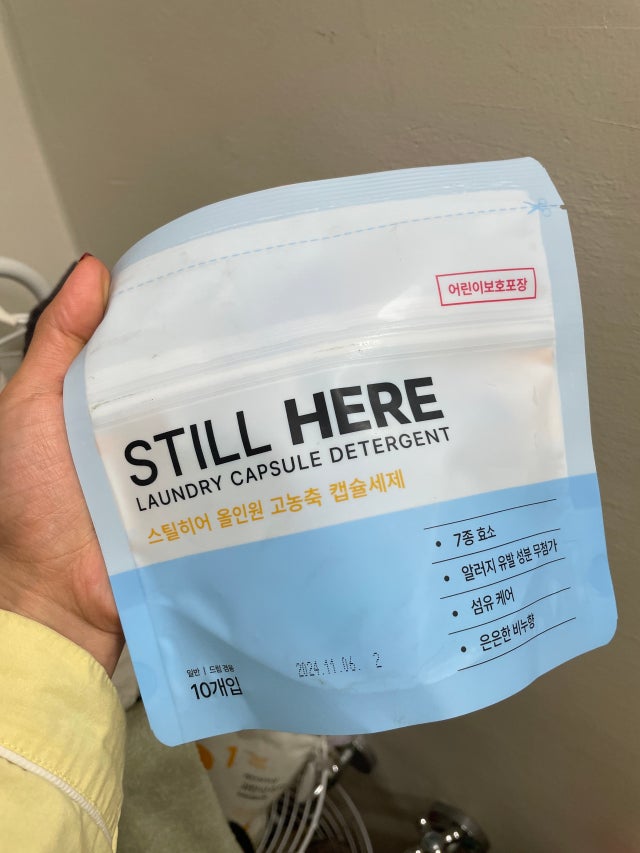 어린이보호포장
STILL HERE
LAUNDRY CAPSULE DETERGENT
스틸히어 올인원 고농축 캡슐세제
• 7종 효소
• 알러지 유발 성분 무첨가
• 섬유 케어
• 은은한 비누향
일반 | 드럼 겸용
10개입
2024.11.06. 2
1